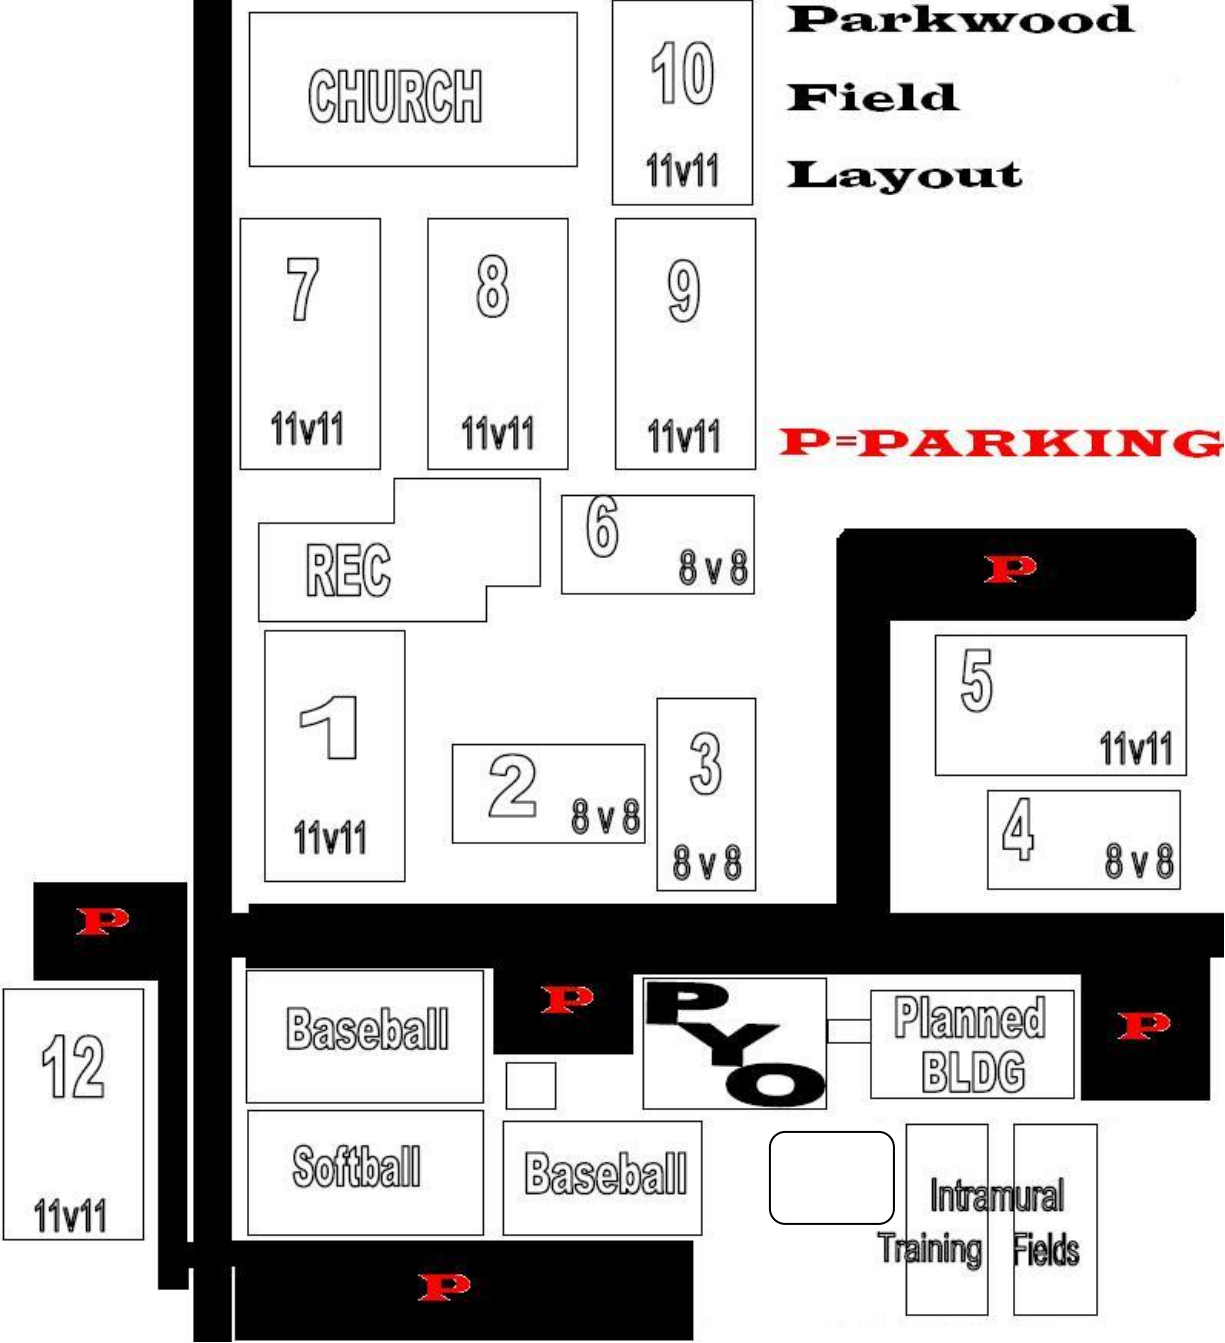 Parkwood
Field
Layout
CHURCH
10
11v11
7
11v11
8
11v11
9
11v11
P=PARKING
REC
6
8 v 8
P
1
11v11
2
8 v 8
3
8 v 8
5
11v11
4
8 v 8
P
12
11v11
Baseball
P
PYO
Planned
BLDG
P
Softball
Baseball
Intramural
Training Fields
P